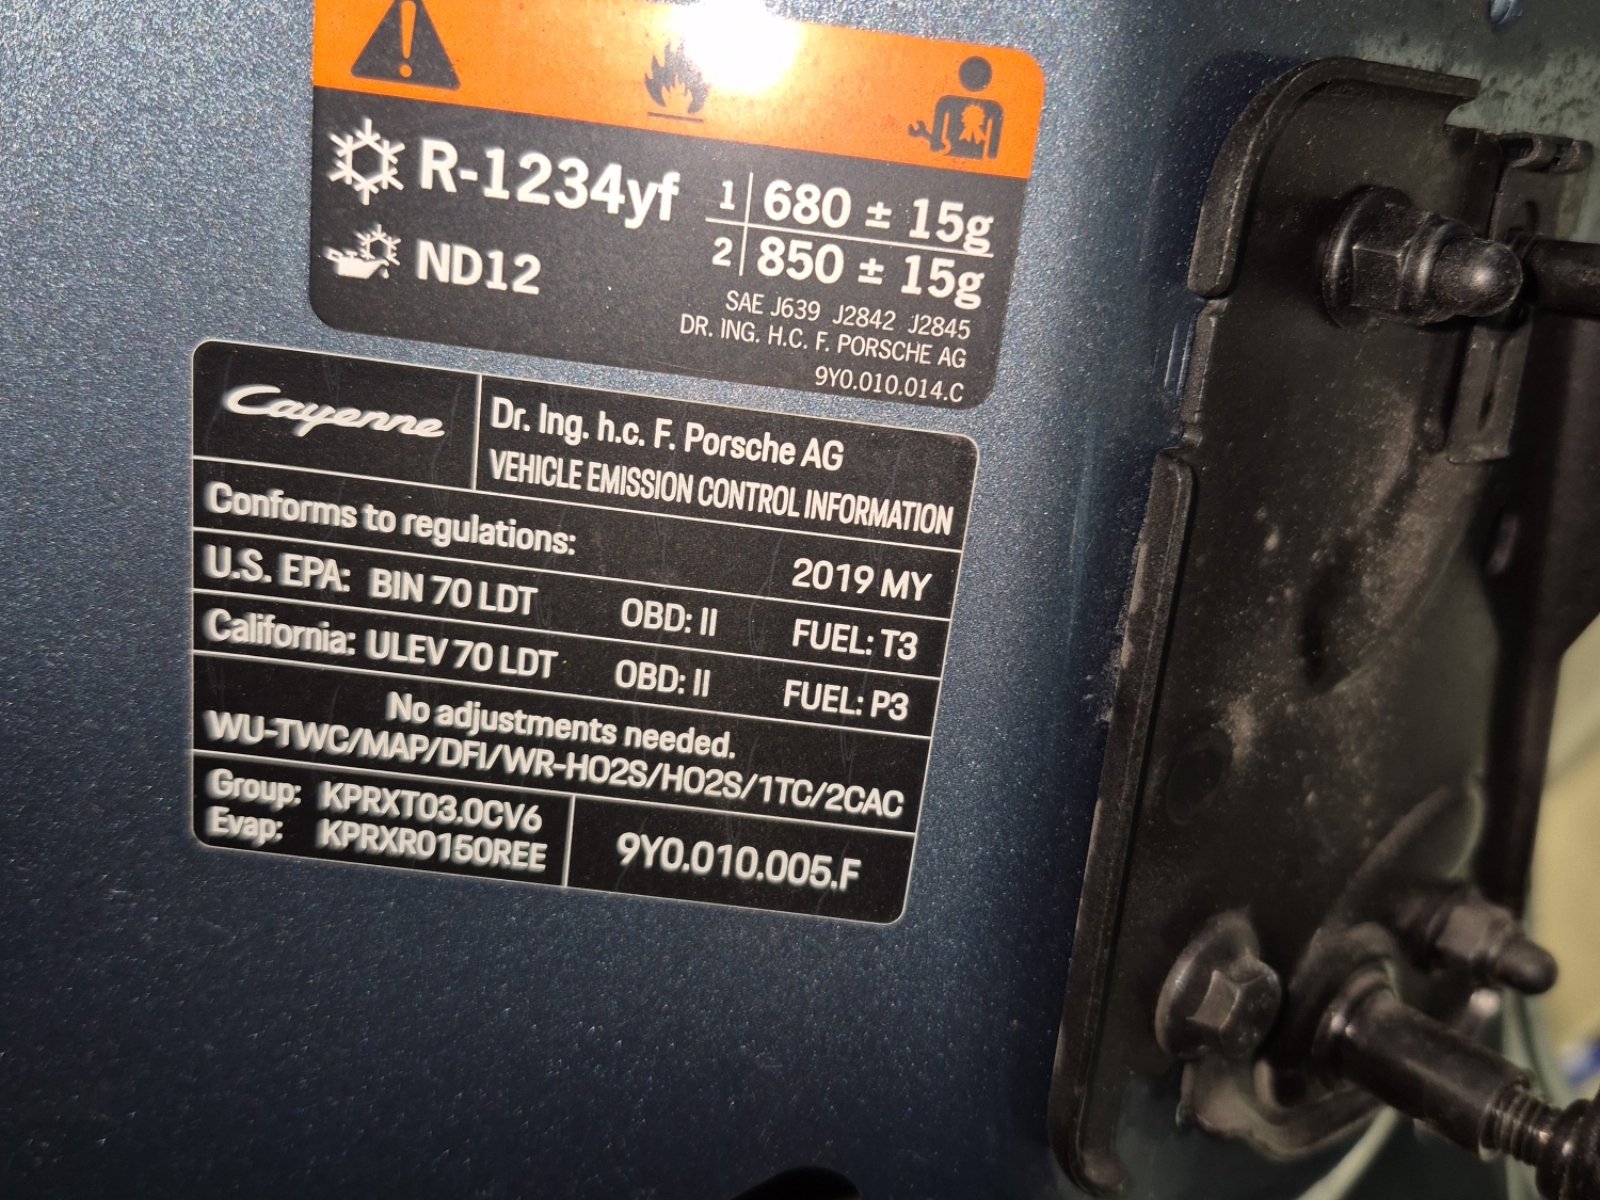 R-1234yf 1 680 ± 15g
ND12 2 850 ± 15g
SAE J639 J2842 J2845
DR. ING. H.C. F. PORSCHE AG
9Y0.010.014.C
Cayenne
Dr. Ing. h.c. F. Porsche AG
VEHICLE EMISSION CONTROL INFORMATION
Conforms to regulations: 2019 MY
U.S. EPA: BIN 70 LDT OBD: II FUEL: T3
California: ULEV 70 LDT OBD: II FUEL: P3
No adjustments needed.
WU-TWC/MAP/DFI/WR-HO2S/HO2S/1TC/2CAC
Group: KPRXT03.0CV6
Evap: KPRXR0150REE
9Y0.010.005.F